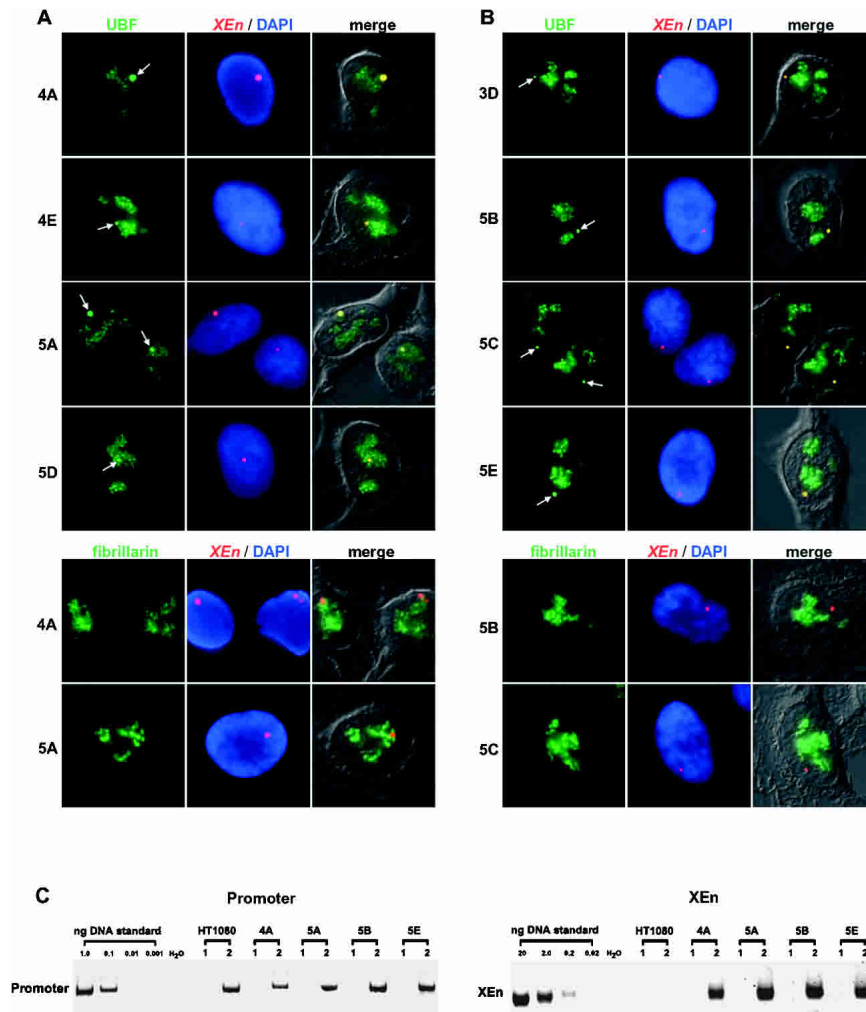 A
UBF XEn / DAPI merge
4A
4E
5A
5D
fibrillarin XEn / DAPI merge
4A
5A
B
UBF XEn / DAPI merge
3D
5B
5C
5E
fibrillarin XEn / DAPI merge
5B
5C
C
Promoter
ng DNA standard HT1080 4A 5A 5B 5E
1.0 0.1 0.01 0.001 H₂O 1 2 1 2 1 2 1 2 1 2
Promoter
XEn
ng DNA standard HT1080 4A 5A 5B 5E
20 2.0 0.2 0.02 H₂O 1 2 1 2 1 2 1 2 1 2
XEn